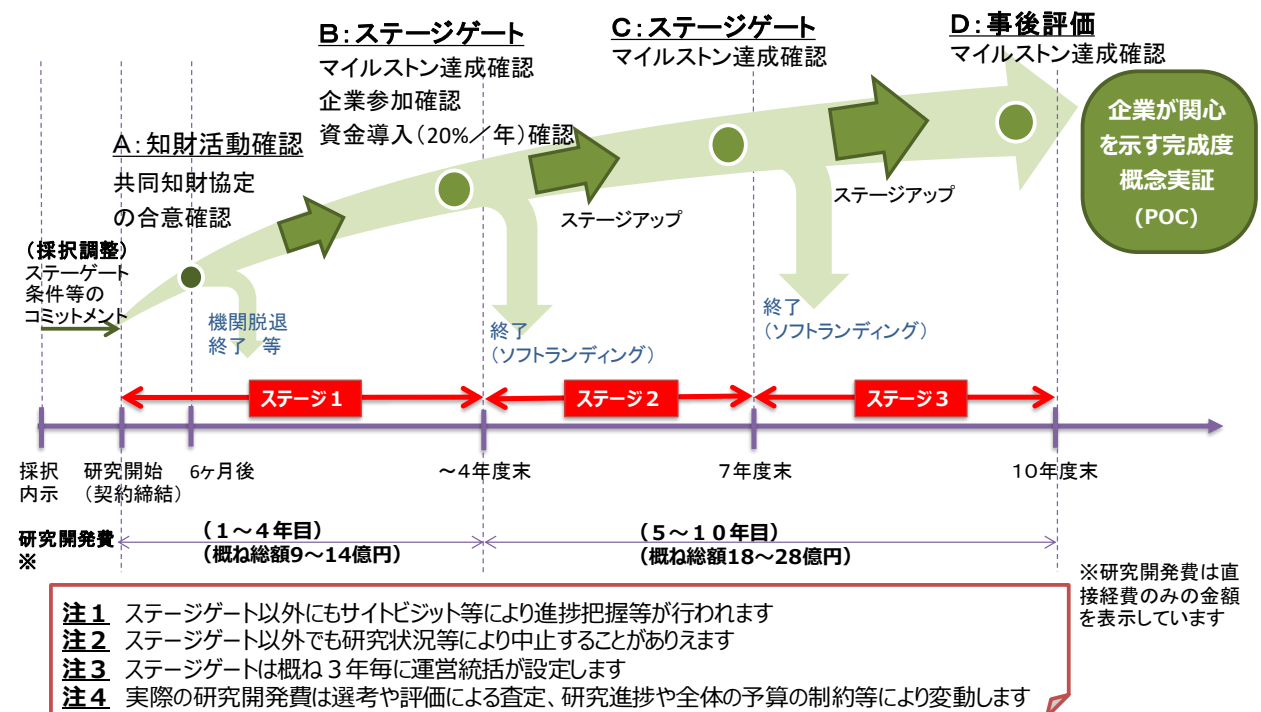 B：ステージゲート
マイルストン達成確認
企業参加確認
資金導入（20%／年）確認
C：ステージゲート
マイルストン達成確認
D：事後評価
マイルストン達成確認
企業が関心
を示す完成度
概念実証
(POC)
A：知財活動確認
共同知財協定
の合意確認
ステージアップ
ステージアップ
（採択調整）
ステーゲート
条件等の
コミットメント
機関脱退
終了 等
終了
（ソフトランディング）
終了
（ソフトランディング）
ステージ１
ステージ２
ステージ３
採択
内示
研究開始
（契約締結）
6ヶ月後
～4年度末
７年度末
10年度末
研究開発費
※
（１～４年目）
（概ね総額9～14億円）
（５～１０年目）
（概ね総額18～28億円）
※研究開発費は直
接経費のみの金額
を表示しています
注１ ステージゲート以外にもサイトビジット等により進捗把握等が行われます
注２ ステージゲート以外でも研究状況等により中止することがありえます
注３ ステージゲートは概ね３年毎に運営統括が設定します
注４ 実際の研究開発費は選考や評価による査定、研究進捗や全体の予算の制約等により変動します